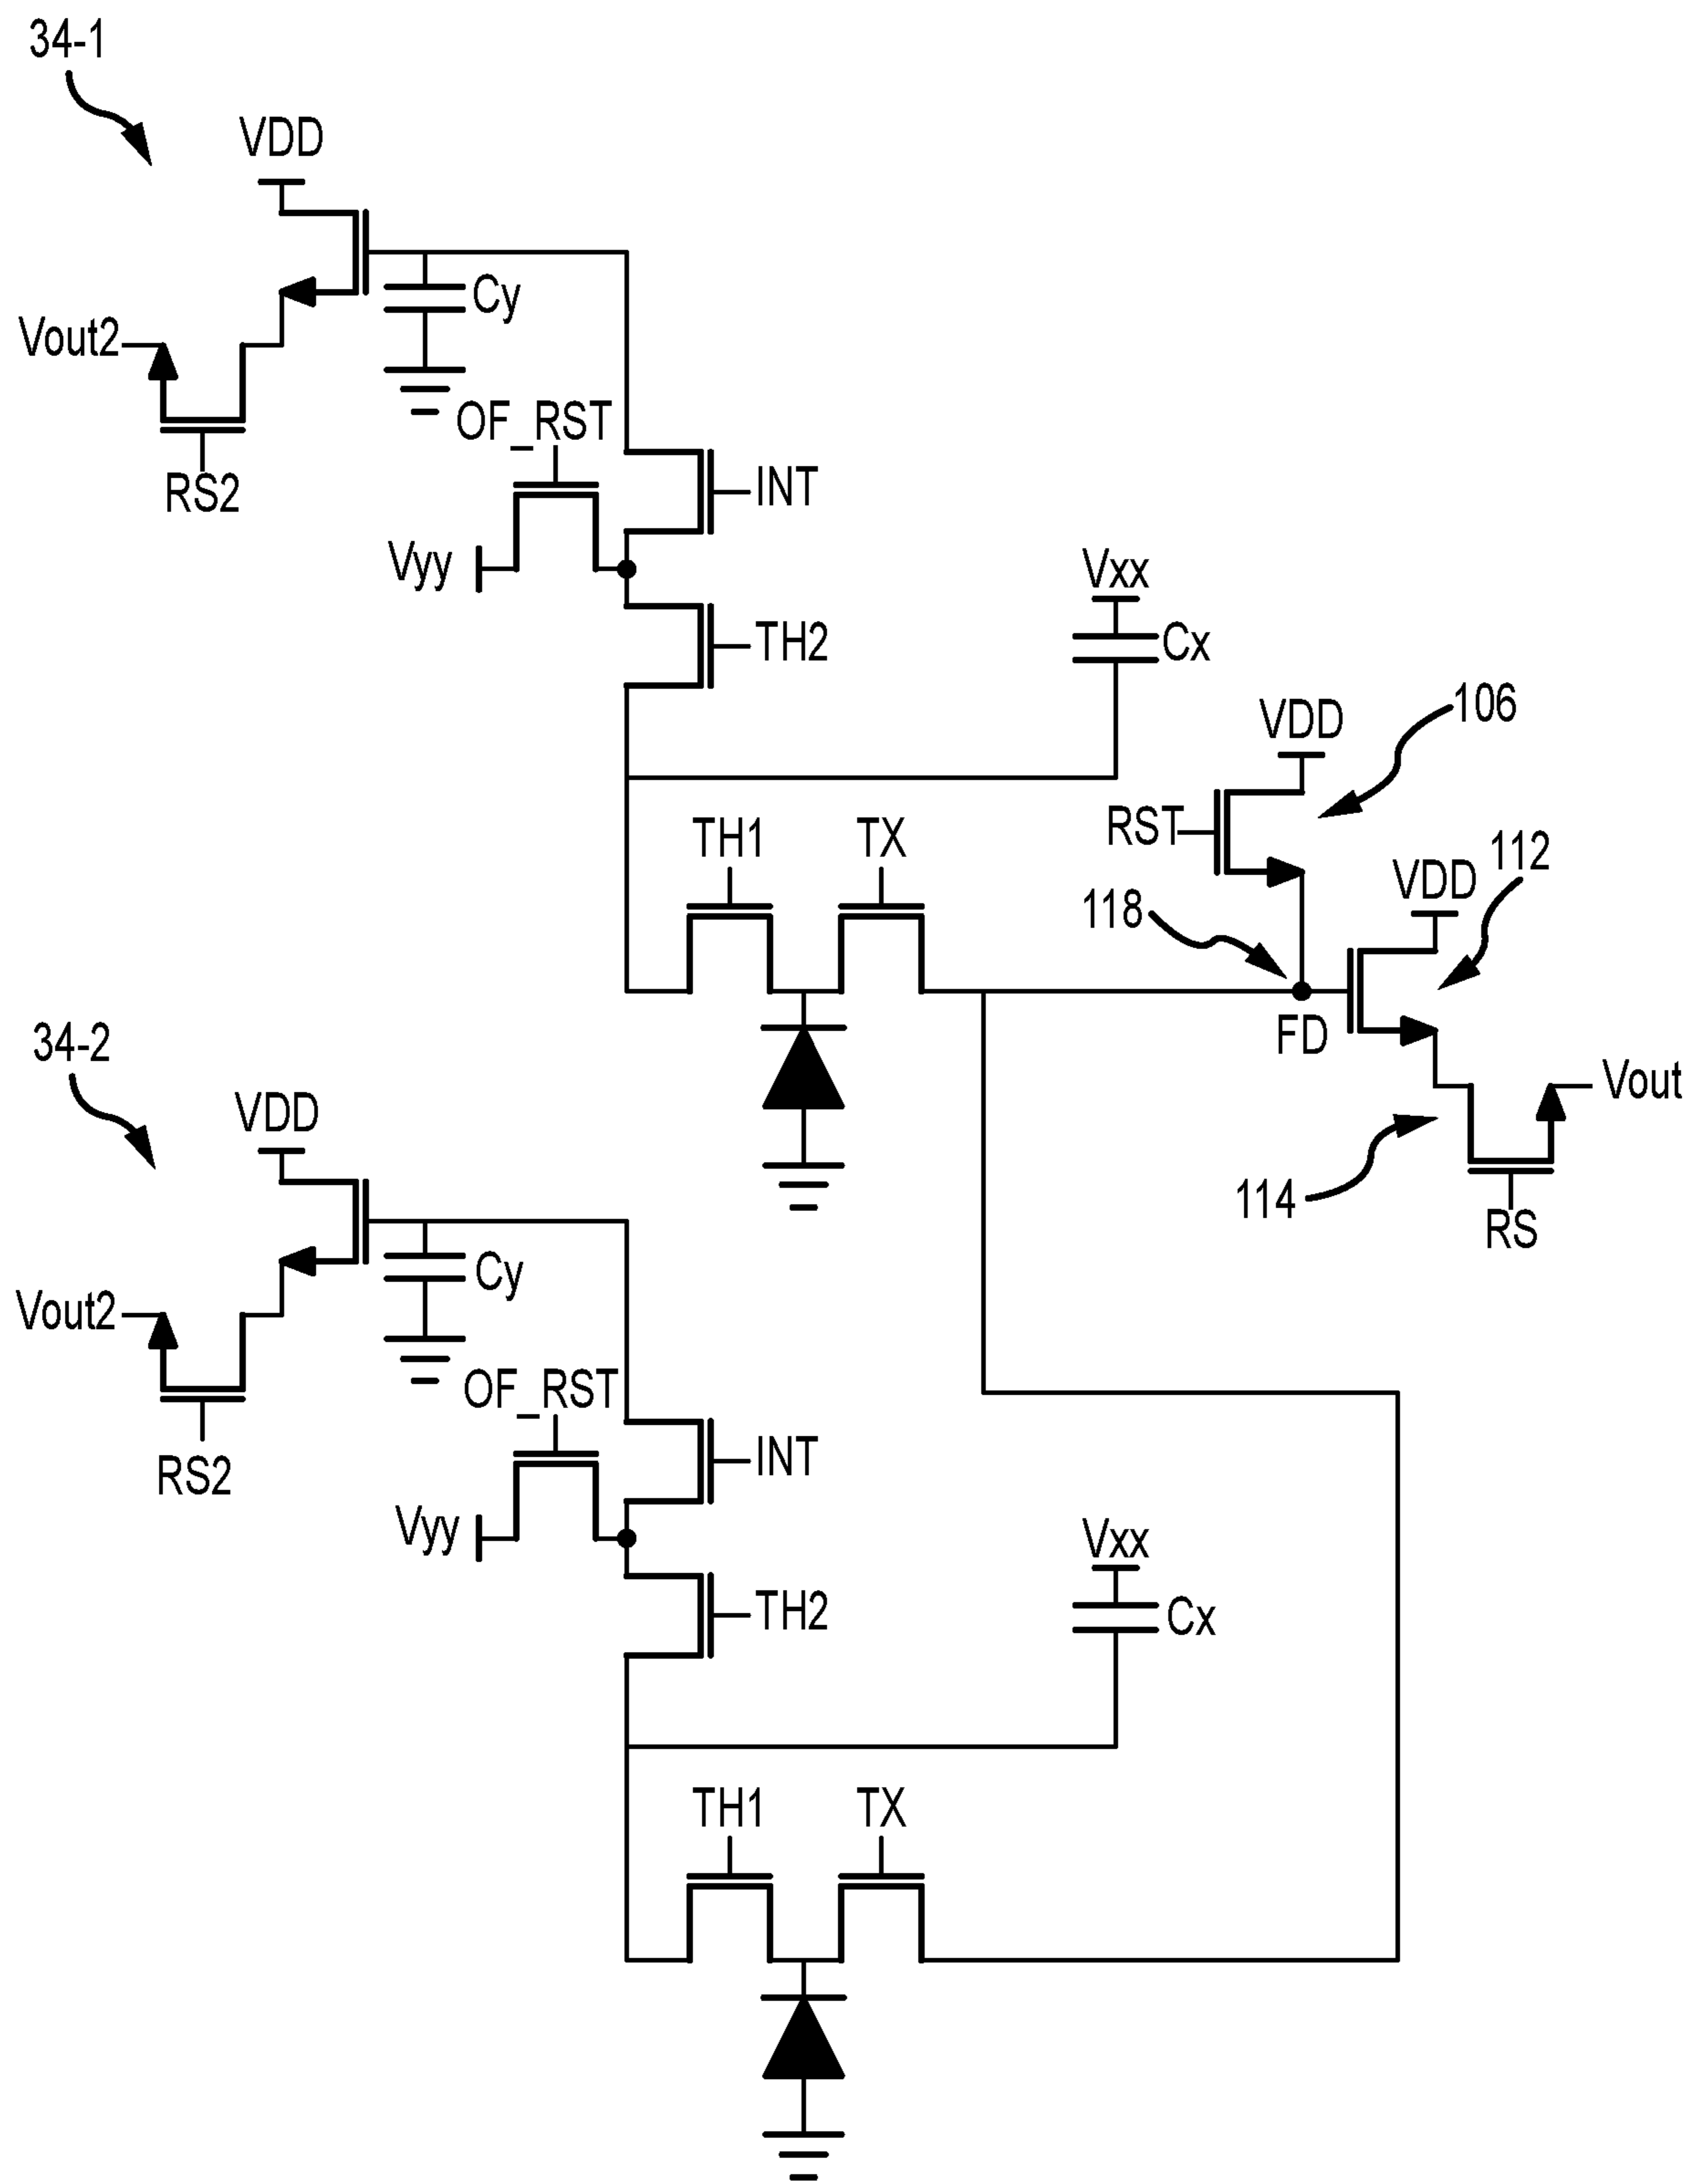 34-1
VDD
Cy
Vout2
OF_RST
RS2
INT
Vyy
Vxx
TH2
Cx
106
VDD
RST
TH1
TX
112
VDD
118
FD
34-2
Vout
VDD
114
RS
Cy
Vout2
OF_RST
INT
RS2
Vyy
Vxx
TH2
Cx
TH1
TX